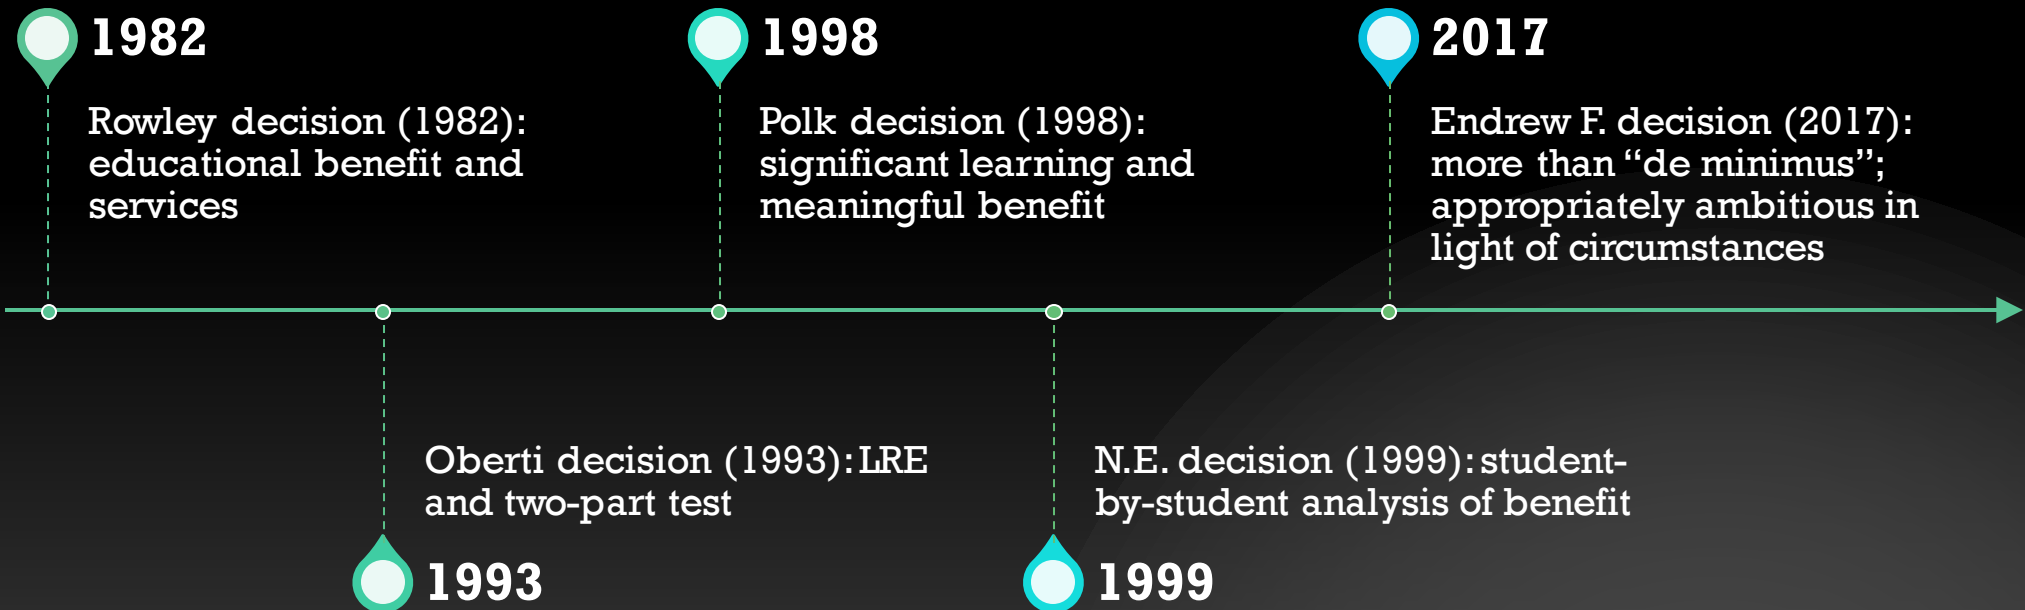 1982
Rowley decision (1982):
educational benefit and
services
1998
Polk decision (1998):
significant learning and
meaningful benefit
2017
Endrew F. decision (2017):
more than “de minimus”;
appropriately ambitious in
light of circumstances
Oberti decision (1993): LRE
and two-part test
1993
N.E. decision (1999): student-
by-student analysis of benefit
1999